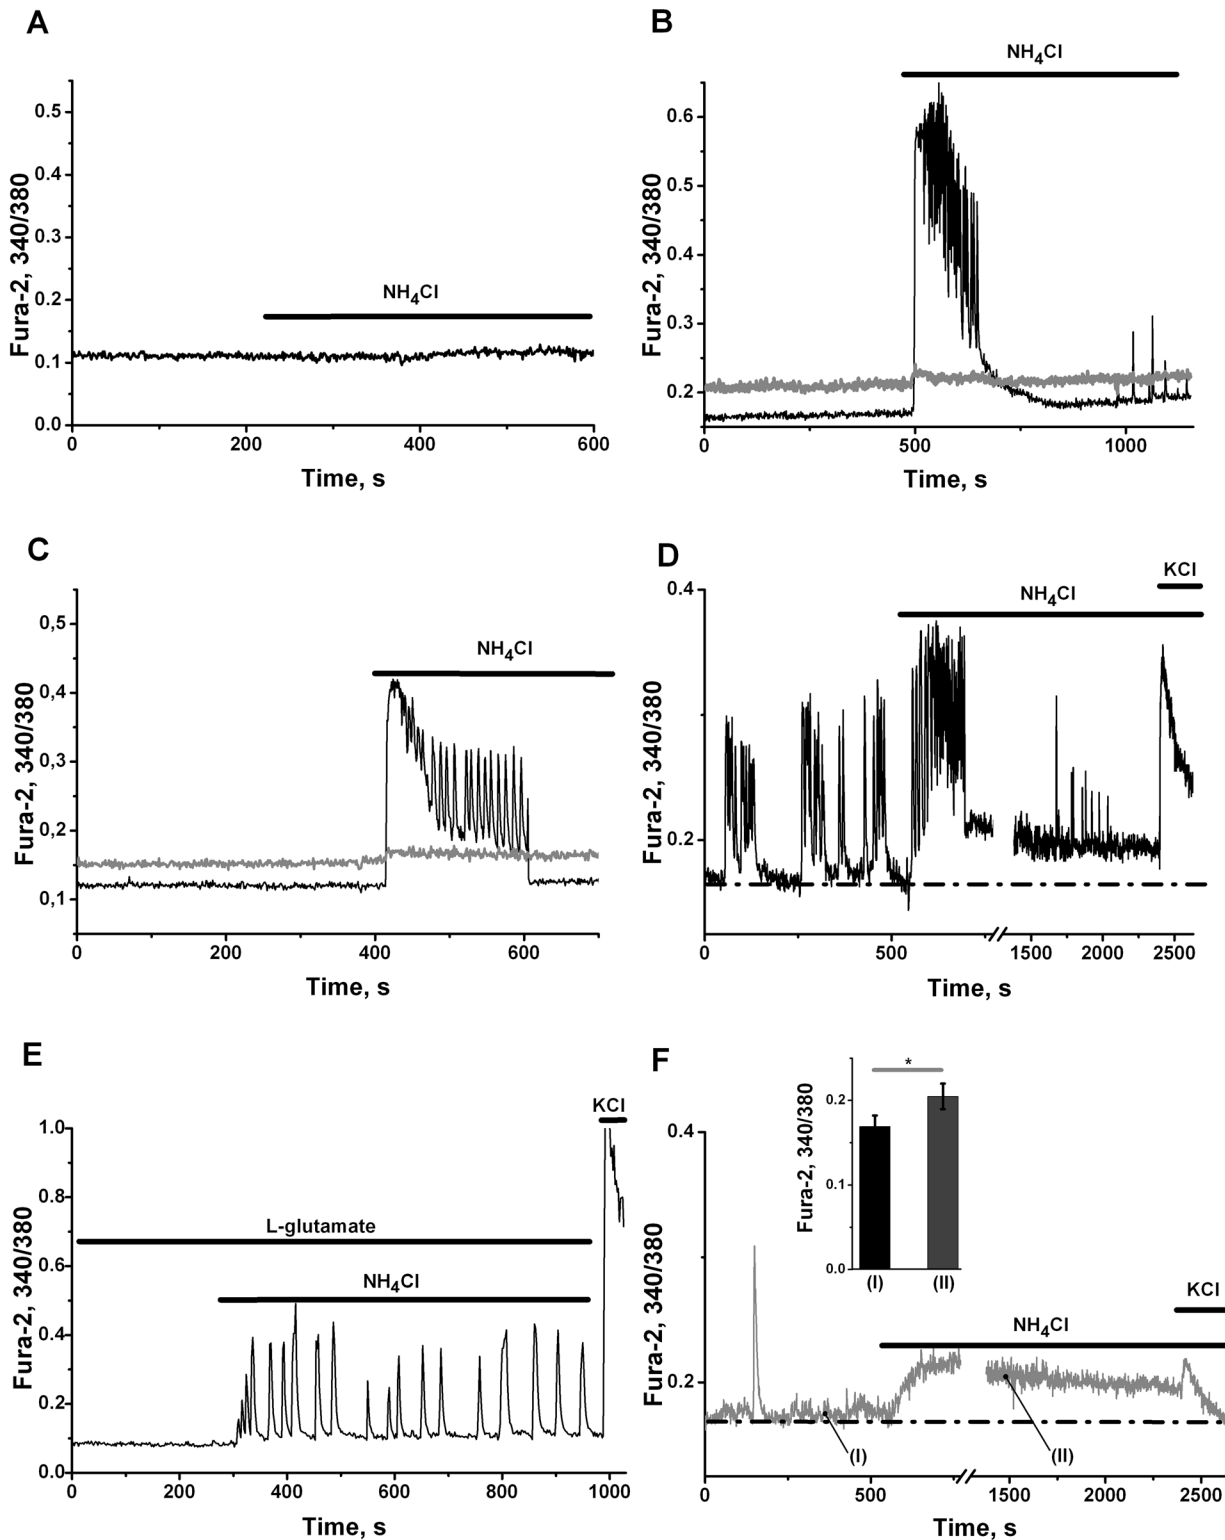 A
Fura-2, 340/380
0.5
0.4
0.3
0.2
0.1
0.0
NH4Cl
0 200 400 600
Time, s
B
Fura-2, 340/380
0.6
0.5
0.4
0.3
0.2
NH4Cl
0 500 1000
Time, s
C
Fura-2, 340/380
0,5
0,4
0,3
0,2
0,1
NH4Cl
0 200 400 600
Time, s
D
Fura-2, 340/380
0.4
0.2
KCl
NH4Cl
0 500 1500 2000 2500
Time, s
E
Fura-2, 340/380
1.0
0.8
0.6
0.4
0.2
0.0
KCl
L-glutamate
NH4Cl
0 200 400 600 800 1000
Time, s
F
Fura-2, 340/380
0.4
0.2
Fura-2, 340/380
0.2
0.1
0.0
*
(I) (II)
KCl
NH4Cl
(I) (II)
0 500 1500 2000 2500
Time, s